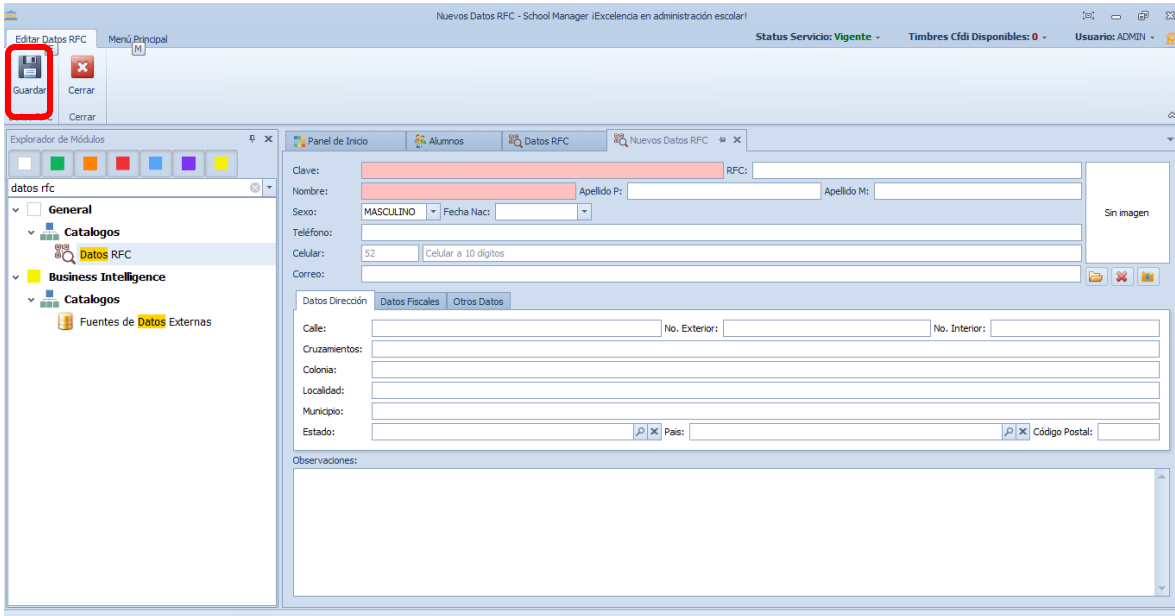 Nuevos Datos RFC - School Manager ¡Excelencia en administración escolar!
Editar Datos RFC Menú Principal Status Servicio: Vigente Timbres Cfdi Disponibles: 0 Usuario: ADMIN
M
Guardar Cerrar
Cerrar
Explorador de Módulos
datos rfc
General
Catalogos
Datos RFC
Business Intelligence
Catalogos
Fuentes de Datos Externas
Panel de Inicio Alumnos Datos RFC Nuevos Datos RFC
Clave: RFC:
Nombre: Apellido P: Apellido M:
Sexo: MASCULINO Fecha Nac:
Sin imagen
Teléfono:
Celular: 52 Celular a 10 dígitos
Correo:
Datos Dirección Datos Fiscales Otros Datos
Calle: No. Exterior: No. Interior:
Cruzamientos:
Colonia:
Localidad:
Municipio:
Estado: Pais: Código Postal:
Observaciones: